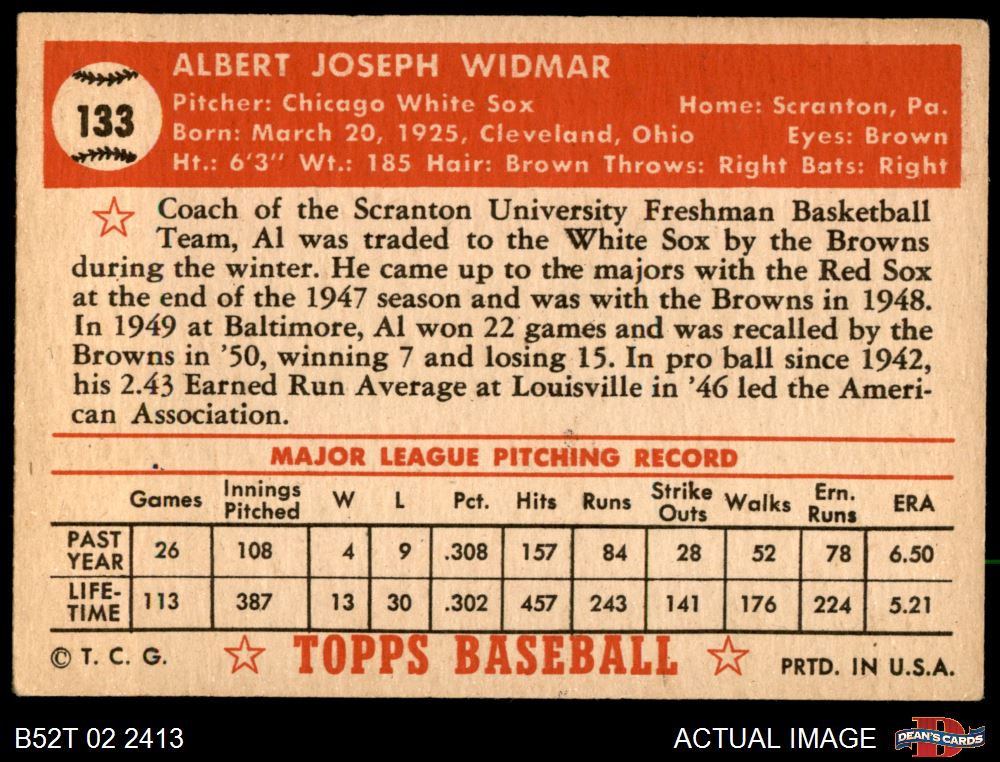 133
ALBERT JOSEPH WIDMAR
Pitcher: Chicago White Sox Home: Scranton, Pa.
Born: March 20, 1925, Cleveland, Ohio Eyes: Brown
Ht.: 6'3" Wt.: 185 Hair: Brown Throws: Right Bats: Right
Coach of the Scranton University Freshman Basketball
Team, Al was traded to the White Sox by the Browns
during the winter. He came up to the majors with the Red Sox
at the end of the 1947 season and was with the Browns in 1948.
In 1949 at Baltimore, Al won 22 games and was recalled by the
Browns in '50, winning 7 and losing 15. In pro ball since 1942,
his 2.43 Earned Run Average at Louisville in '46 led the Ameri-
can Association.
MAJOR LEAGUE PITCHING RECORD
Games Innings Pitched W L Pct. Hits Runs Strike Outs Walks Ern. Runs ERA
PAST YEAR 26 108 4 9 .308 157 84 28 52 78 6.50
LIFE-TIME 113 387 13 30 .302 457 243 141 176 224 5.21
© T. C. G. TOPPS BASEBALL PRTD. IN U.S.A.
B52T 02 2413 ACTUAL IMAGE D DEAN'S CARDS